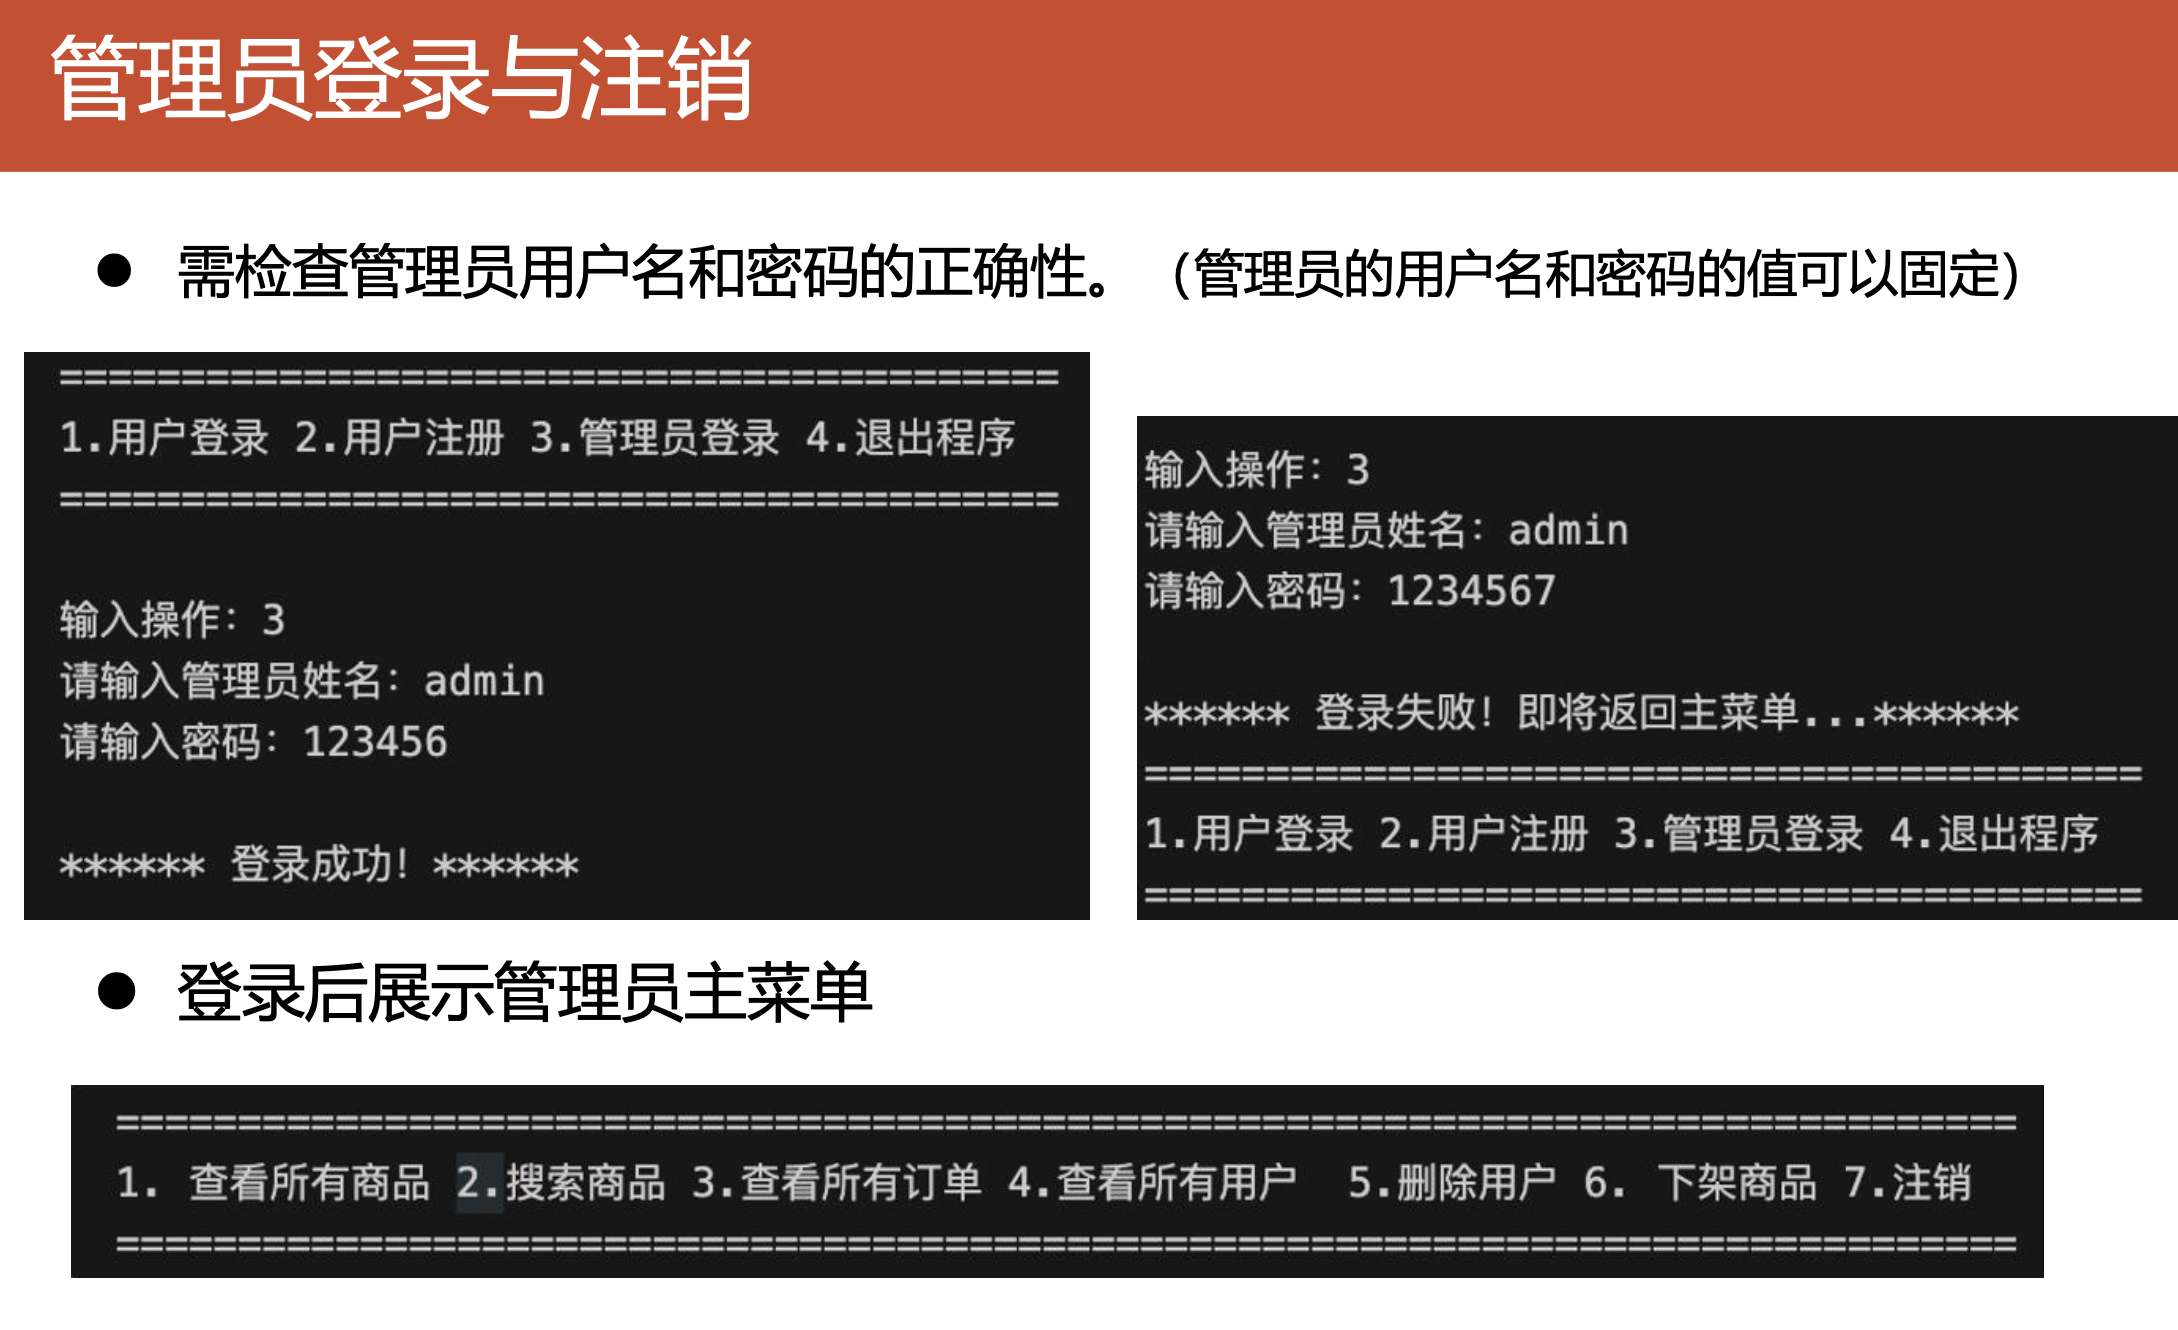 管理员登录与注销
● 需检查管理员用户名和密码的正确性。（管理员的用户名和密码的值可以固定）
=========================================
1.用户登录 2.用户注册 3.管理员登录 4.退出程序
=========================================
输入操作：3
请输入管理员姓名：admin
请输入密码：123456
****** 登录成功！******
输入操作：3
请输入管理员姓名：admin
请输入密码：1234567
****** 登录失败！即将返回主菜单...******
=========================================
1.用户登录 2.用户注册 3.管理员登录 4.退出程序
=========================================
● 登录后展示管理员主菜单
==============================================================================
1. 查看所有商品 2.搜索商品 3.查看所有订单 4.查看所有用户  5.删除用户 6. 下架商品 7.注销
==============================================================================